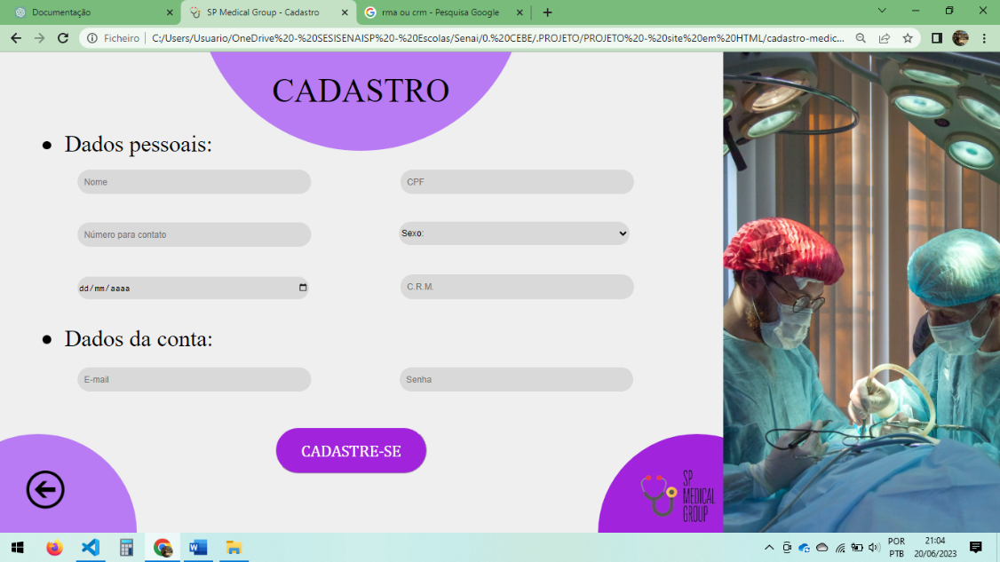 Documentação
SP Medical Group - Cadastro
rma ou crm - Pesquisa Google
Ficheiro
C:/Users/Usuario/OneDrive%20-%20SESISENAISP%20-%20Escolas/Senai/0.%20CEBE/.PROJETO/PROJETO%20-%20site%20em%20HTML/cadastro-medic...
CADASTRO
Dados pessoais:
Nome
CPF
Número para contato
Sexo:
dd/mm/aaaa
C.R.M.
Dados da conta:
E-mail
Senha
CADASTRE-SE
SP
MEDICAL
GROUP
POR
PTB
21:04
20/06/2023